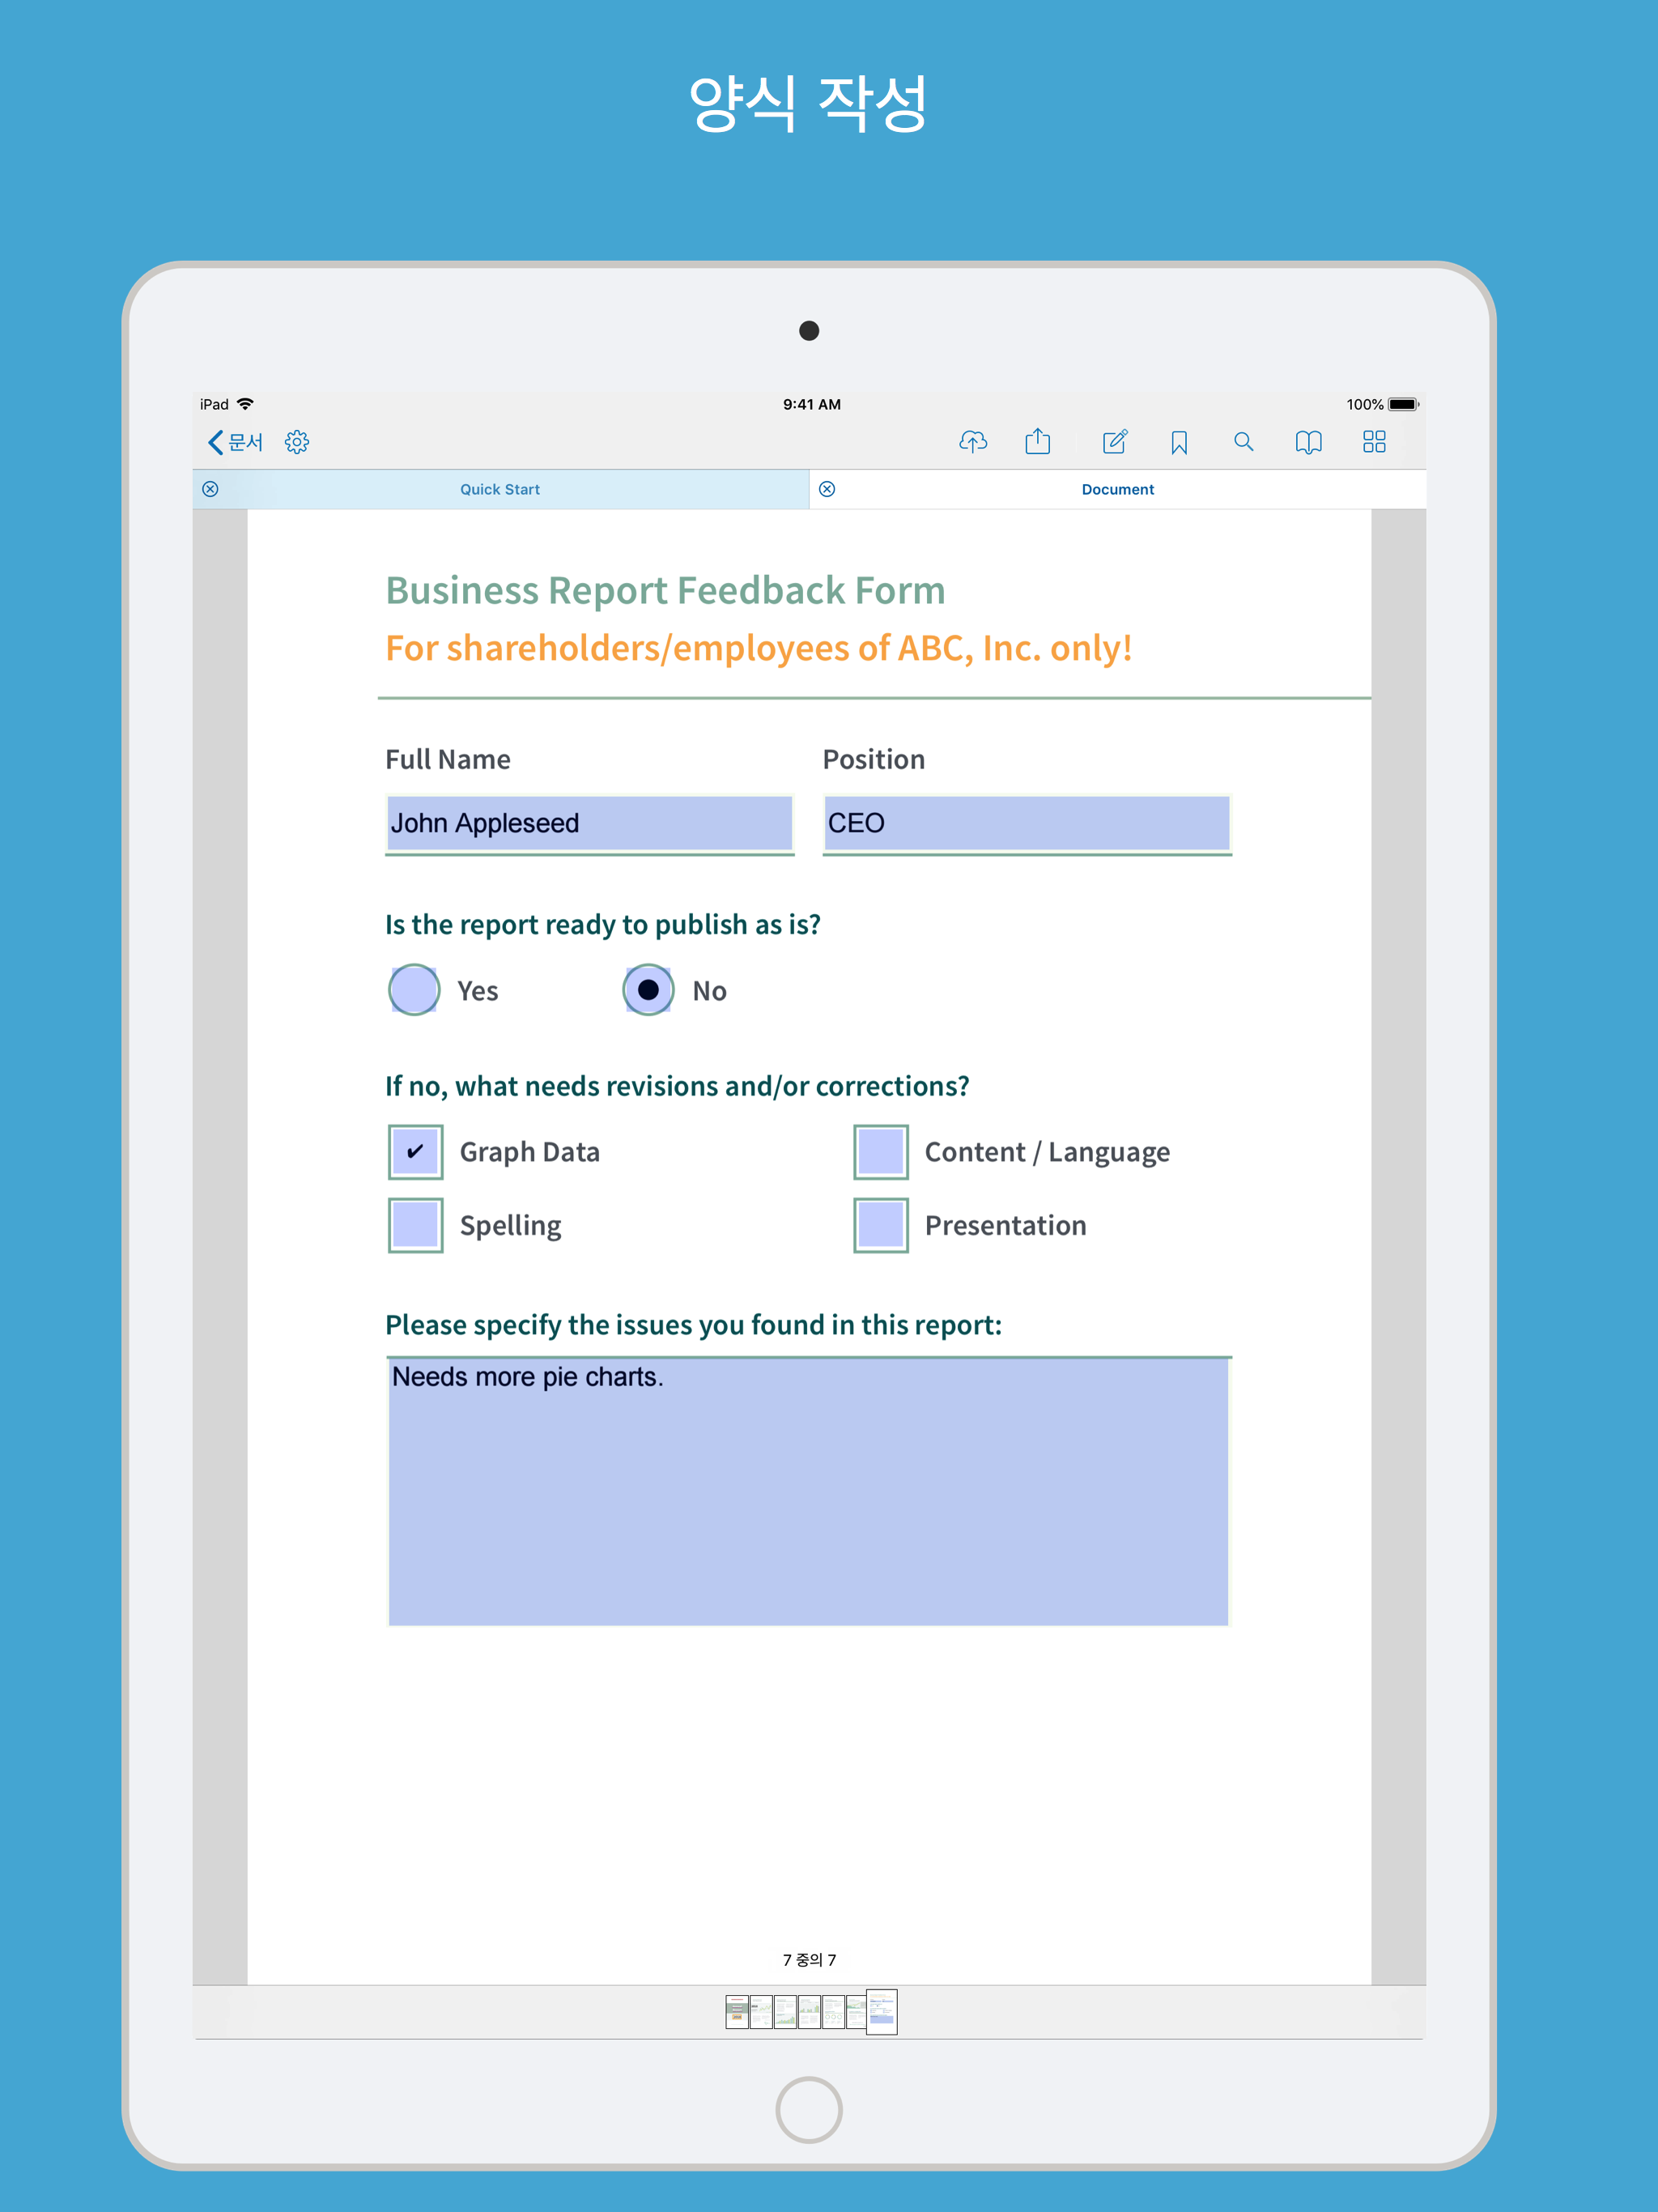 양식 작성
iPad 9:41 AM 100%
문서
Quick Start Document
Business Report Feedback Form
For shareholders/employees of ABC, Inc. only!
Full Name Position
John Appleseed CEO
Is the report ready to publish as is?
Yes No
If no, what needs revisions and/or corrections?
✔ Graph Data Content / Language
Spelling Presentation
Please specify the issues you found in this report:
Needs more pie charts.
7 중의 7